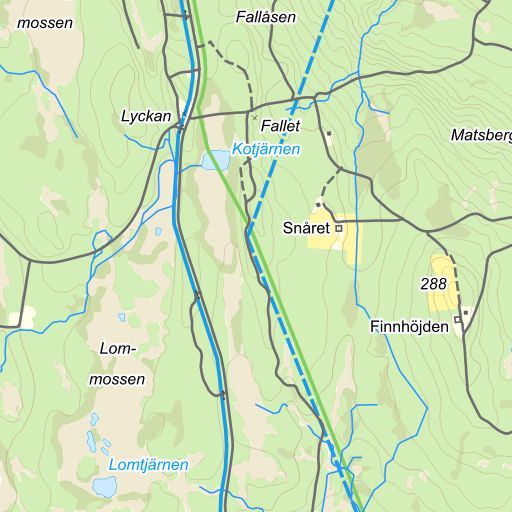 mossen
Fallåsen
Lyckan
Fallet
Kotjärnen
Matsberg
Snåret
288
Finnhöjden
Lom-
mossen
Lomtjärnen